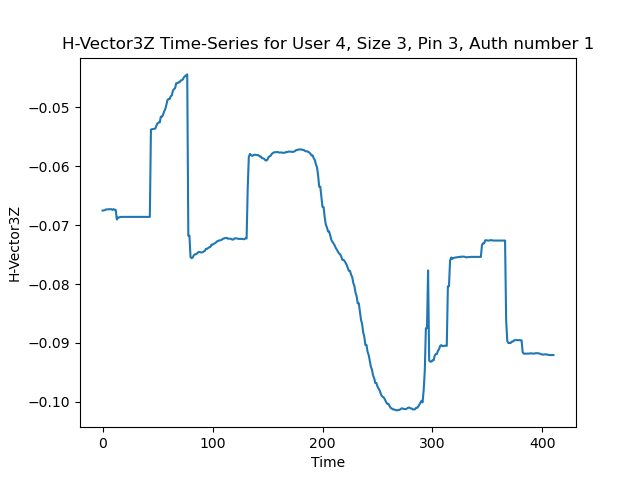 H-Vector3Z Time-Series for User 4, Size 3, Pin 3, Auth number 1
H-Vector3Z
−0.05
−0.06
−0.07
−0.08
−0.09
−0.10
0 100 200 300 400
Time